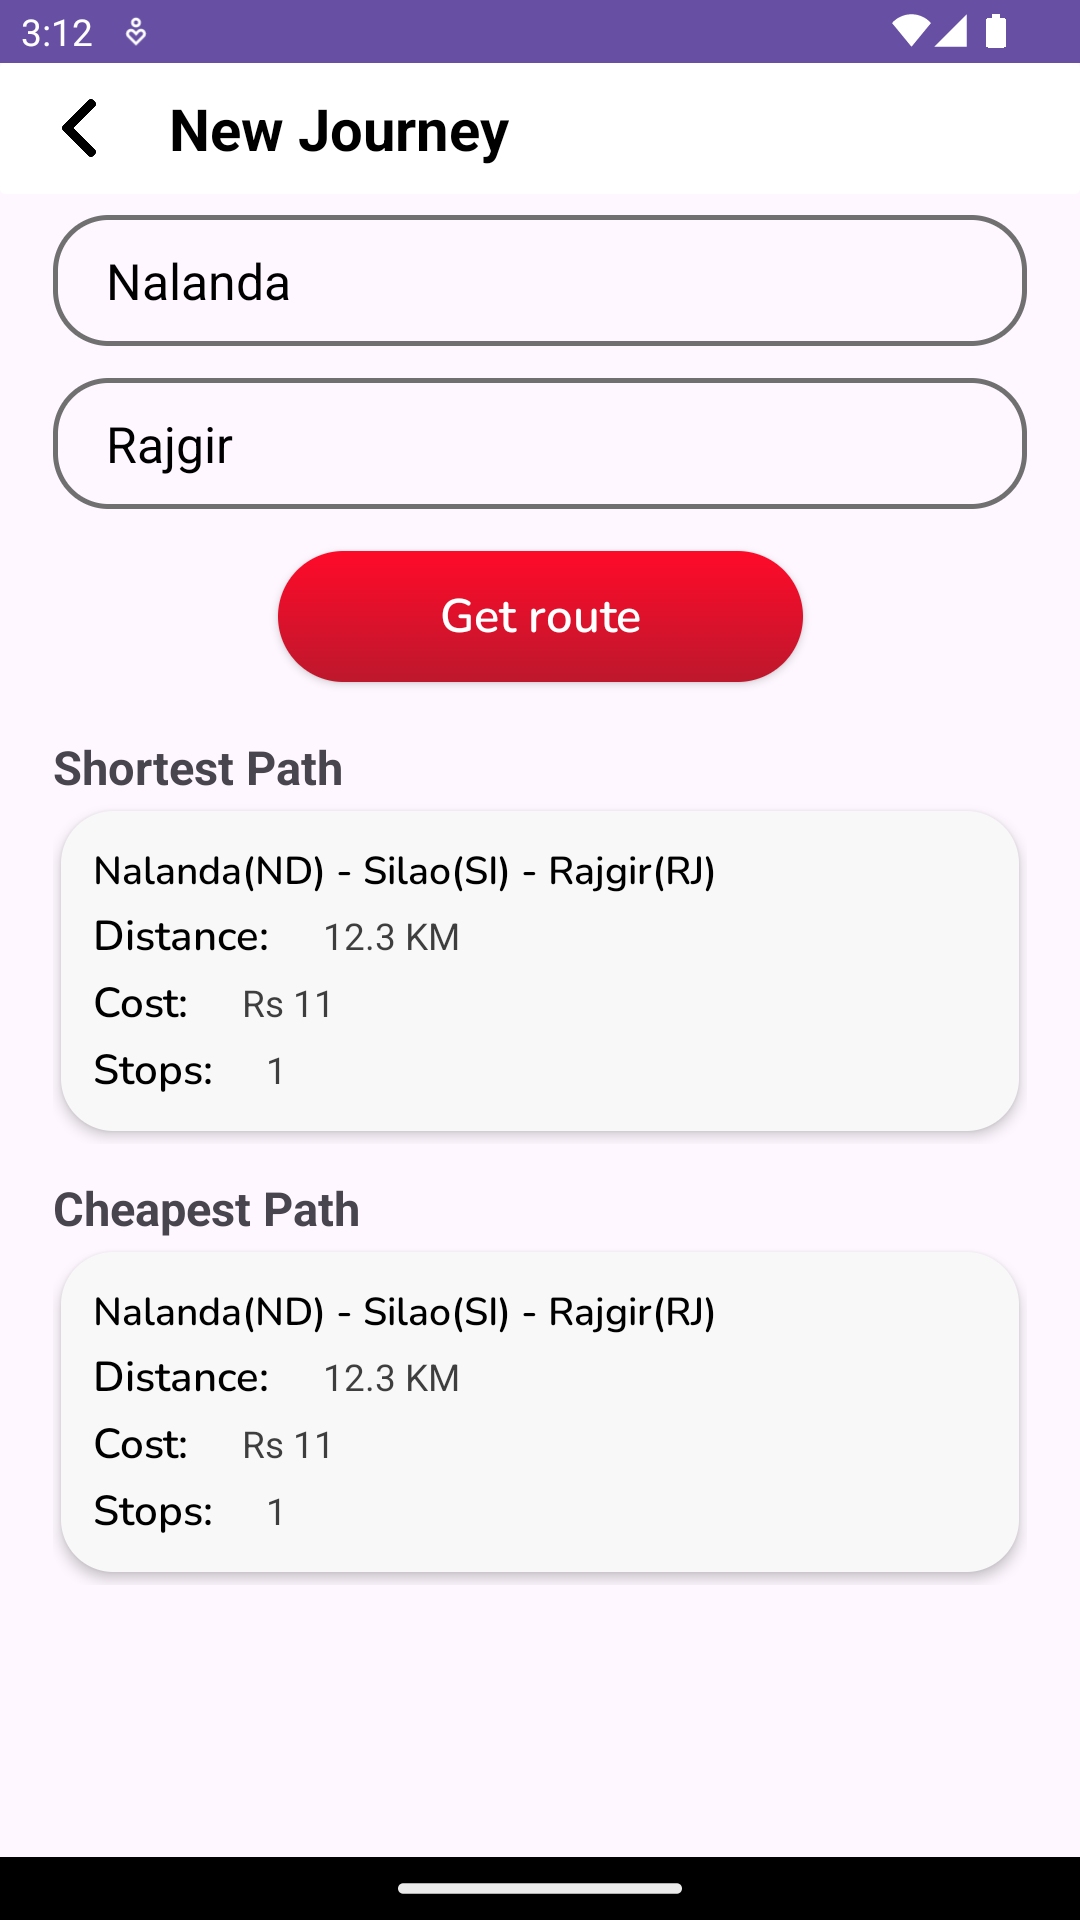 3:12
New Journey
Nalanda
Rajgir
Get route
Shortest Path
Nalanda(ND) - Silao(SI) - Rajgir(RJ)
Distance: 12.3 KM
Cost: Rs 11
Stops: 1
Cheapest Path
Nalanda(ND) - Silao(SI) - Rajgir(RJ)
Distance: 12.3 KM
Cost: Rs 11
Stops: 1